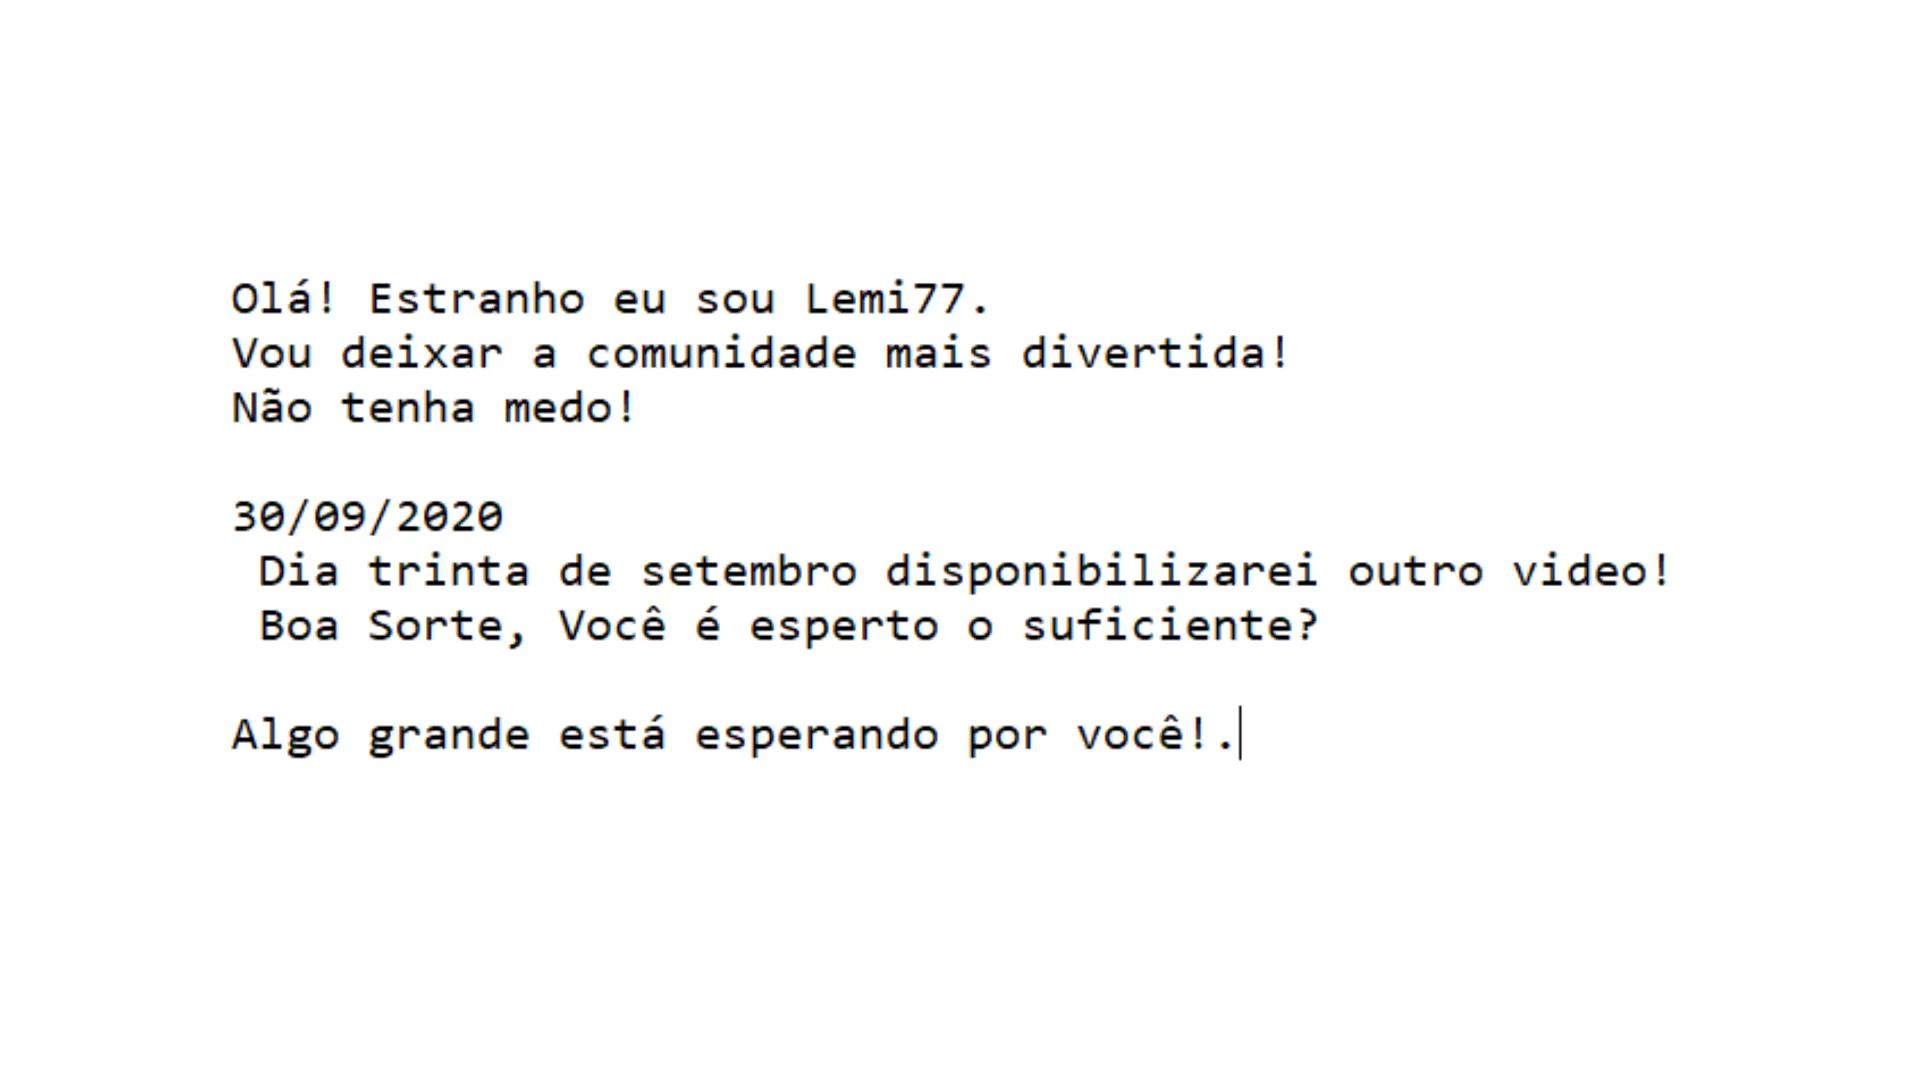 Olá! Estranho eu sou Lemi77.
Vou deixar a comunidade mais divertida!
Não tenha medo!
30/09/2020
Dia trinta de setembro disponibilizarei outro video!
Boa Sorte, Você é esperto o suficiente?
Algo grande está esperando por você!.